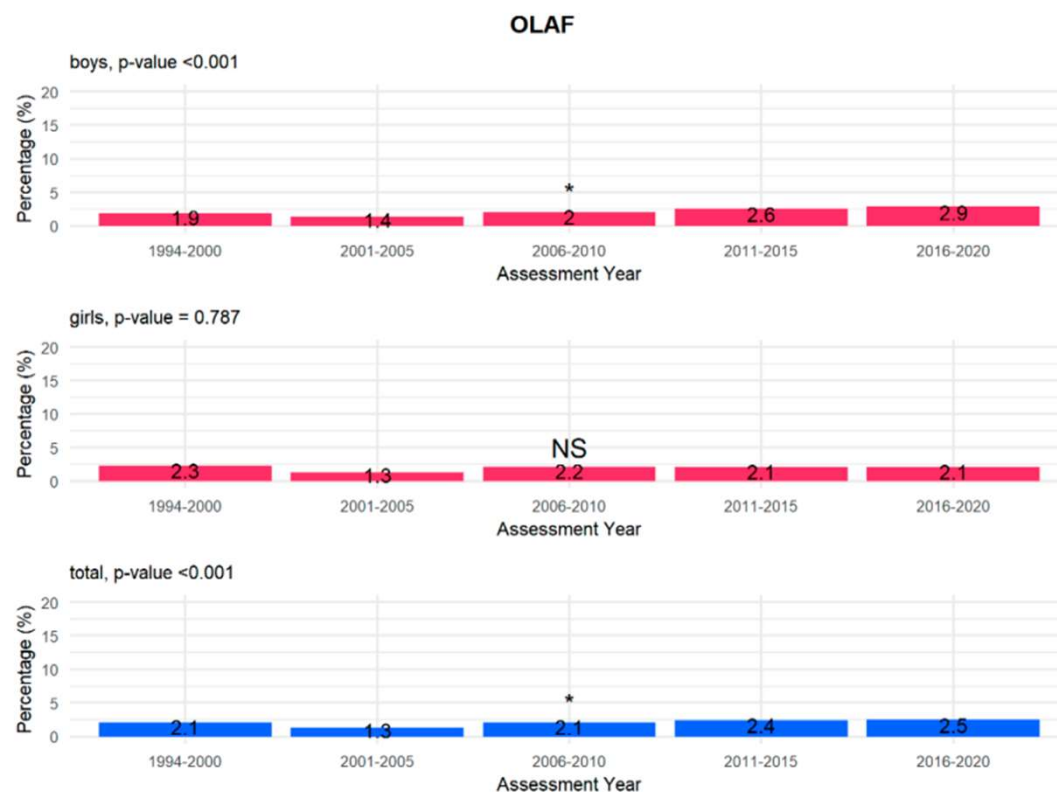 OLAF
boys, p-value <0.001
Percentage (%)
20
15
10
5
0
*
1.9 1.4 2 2.6 2.9
1994-2000 2001-2005 2006-2010 2011-2015 2016-2020
Assessment Year
girls, p-value = 0.787
Percentage (%)
20
15
10
5
0
NS
2.3 1.3 2.2 2.1 2.1
1994-2000 2001-2005 2006-2010 2011-2015 2016-2020
Assessment Year
total, p-value <0.001
Percentage (%)
20
15
10
5
0
*
2.1 1.3 2.1 2.4 2.5
1994-2000 2001-2005 2006-2010 2011-2015 2016-2020
Assessment Year